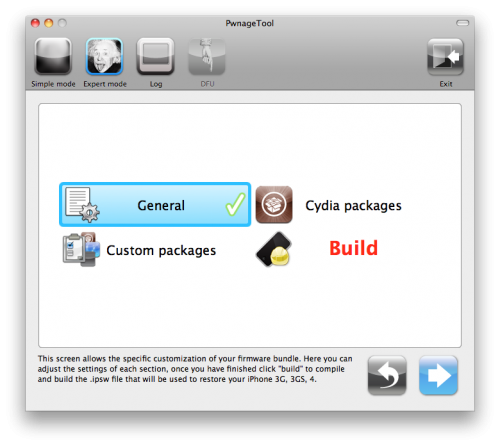 PwnageTool
Simple mode Expert mode Log DFU Exit
General Cydia packages
Custom packages Build
This screen allows the specific customization of your firmware bundle. Here you can
adjust the settings of each section, once you have finished click "build" to compile
and build the .ipsw file that will be used to restore your iPhone 3G, 3GS, 4.